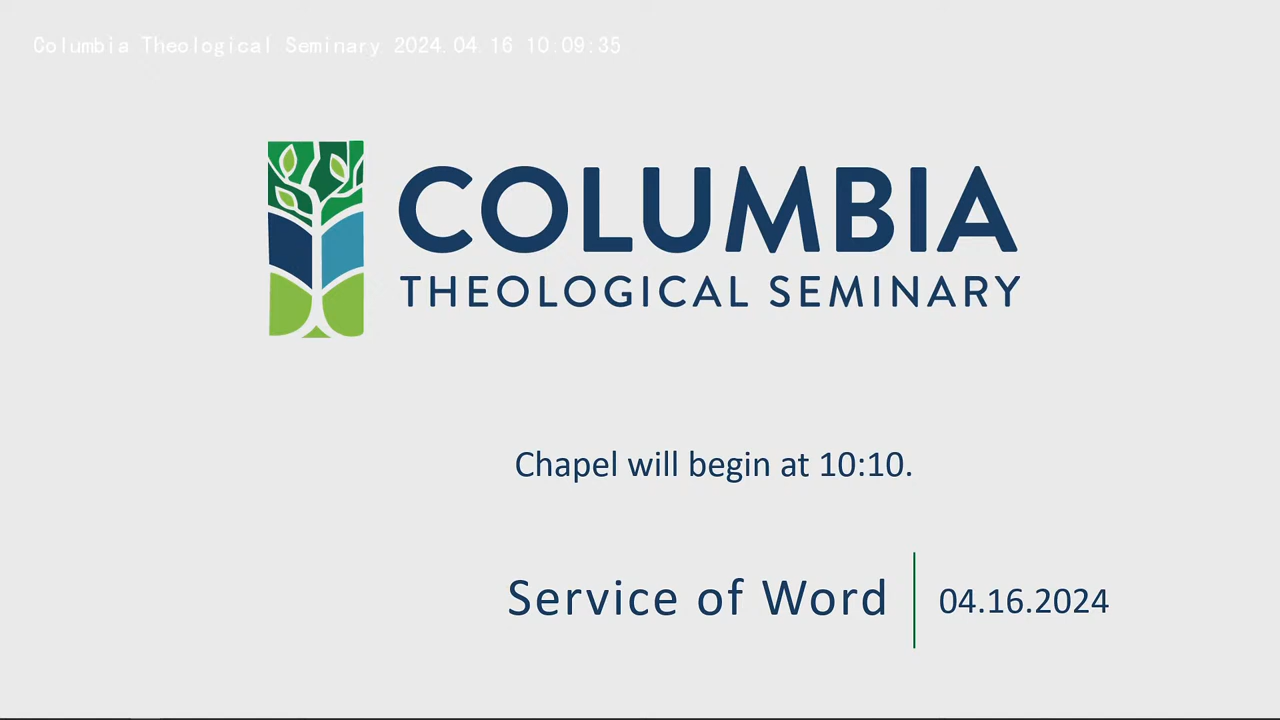 Columbia Theological Seminary 2024.04.16 10:09:35
COLUMBIA
THEOLOGICAL SEMINARY
Chapel will begin at 10:10.
Service of Word
04.16.2024